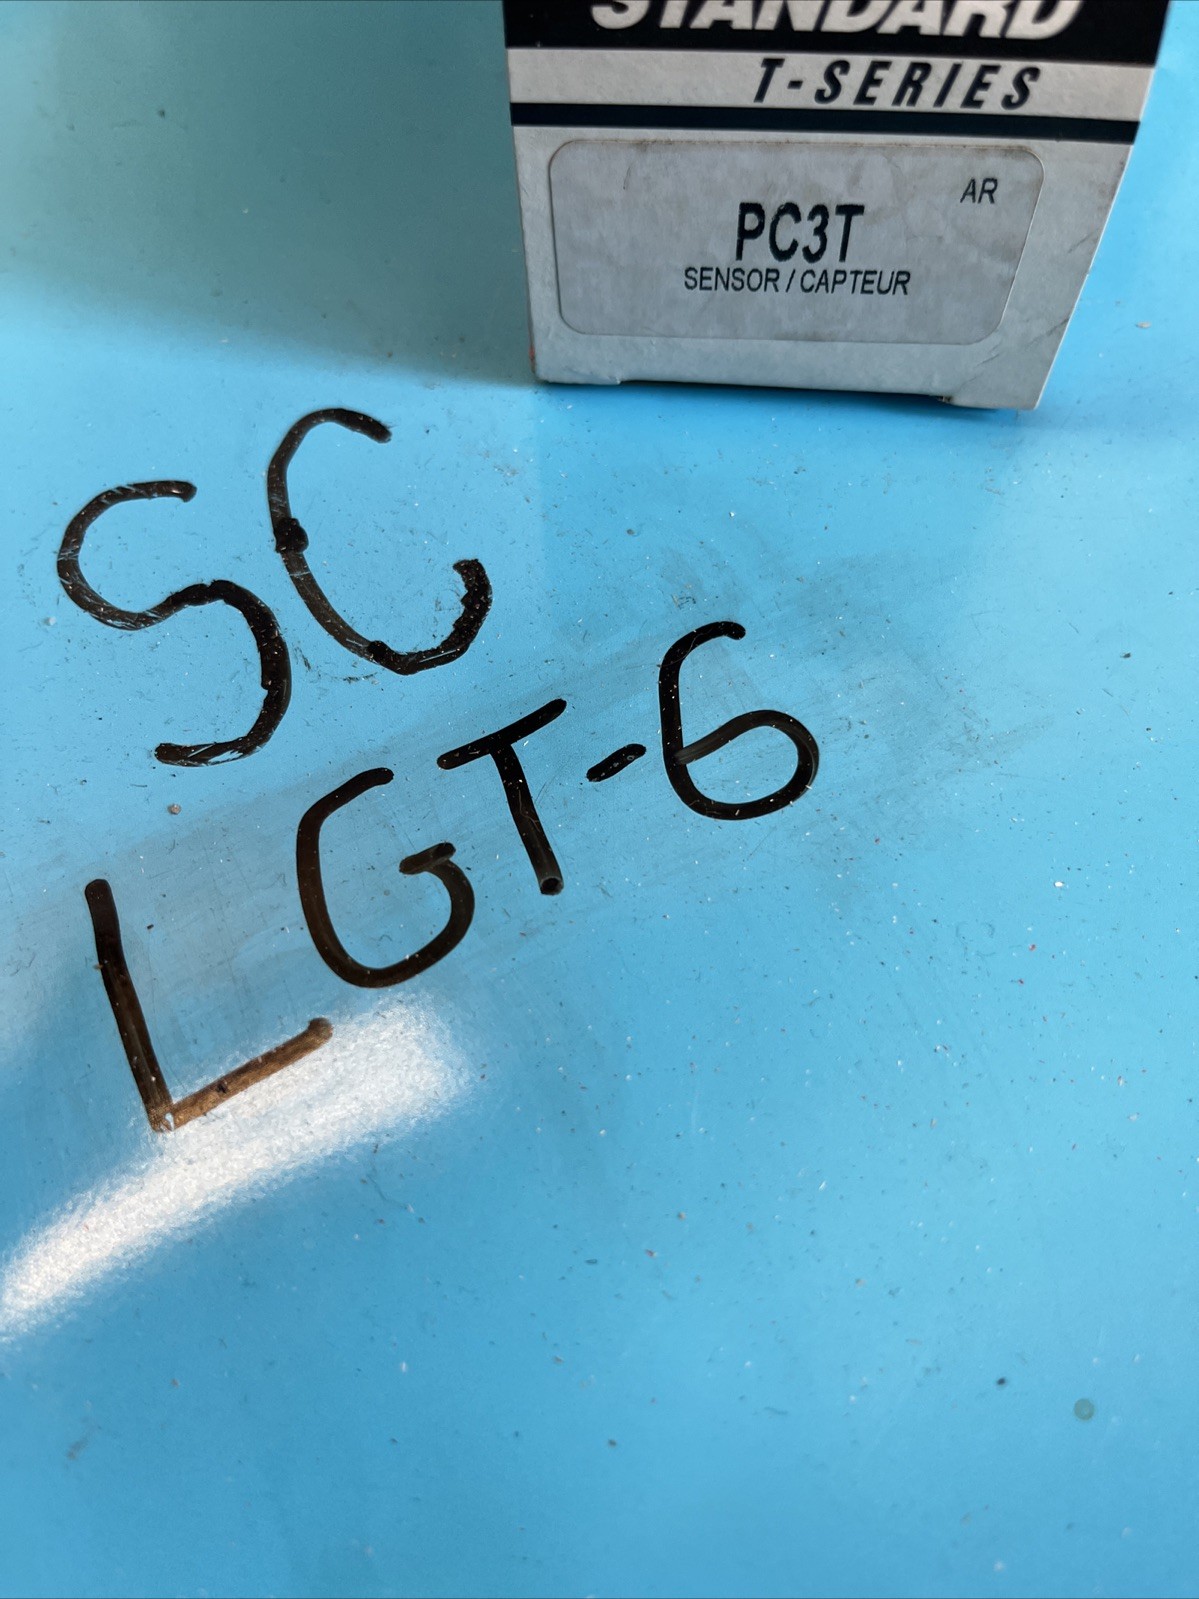 STANDARD
T-SERIES
AR
PC3T
SENSOR / CAPTEUR
SC
LGT-6